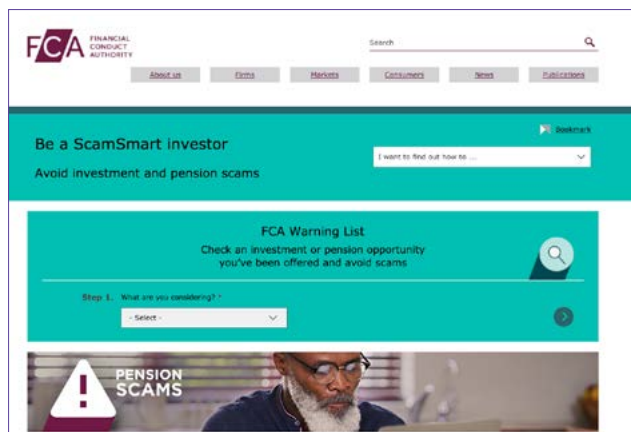 FCA FINANCIAL
CONDUCT
AUTHORITY
Search
About us Firms Markets Consumers News Publications
Bookmark
Be a ScamSmart investor
I want to find out how to ...
Avoid investment and pension scams
FCA Warning List
Check an investment or pension opportunity
you've been offered and avoid scams
Step 1. What are you considering? *
- Select -
PENSION
SCAMS